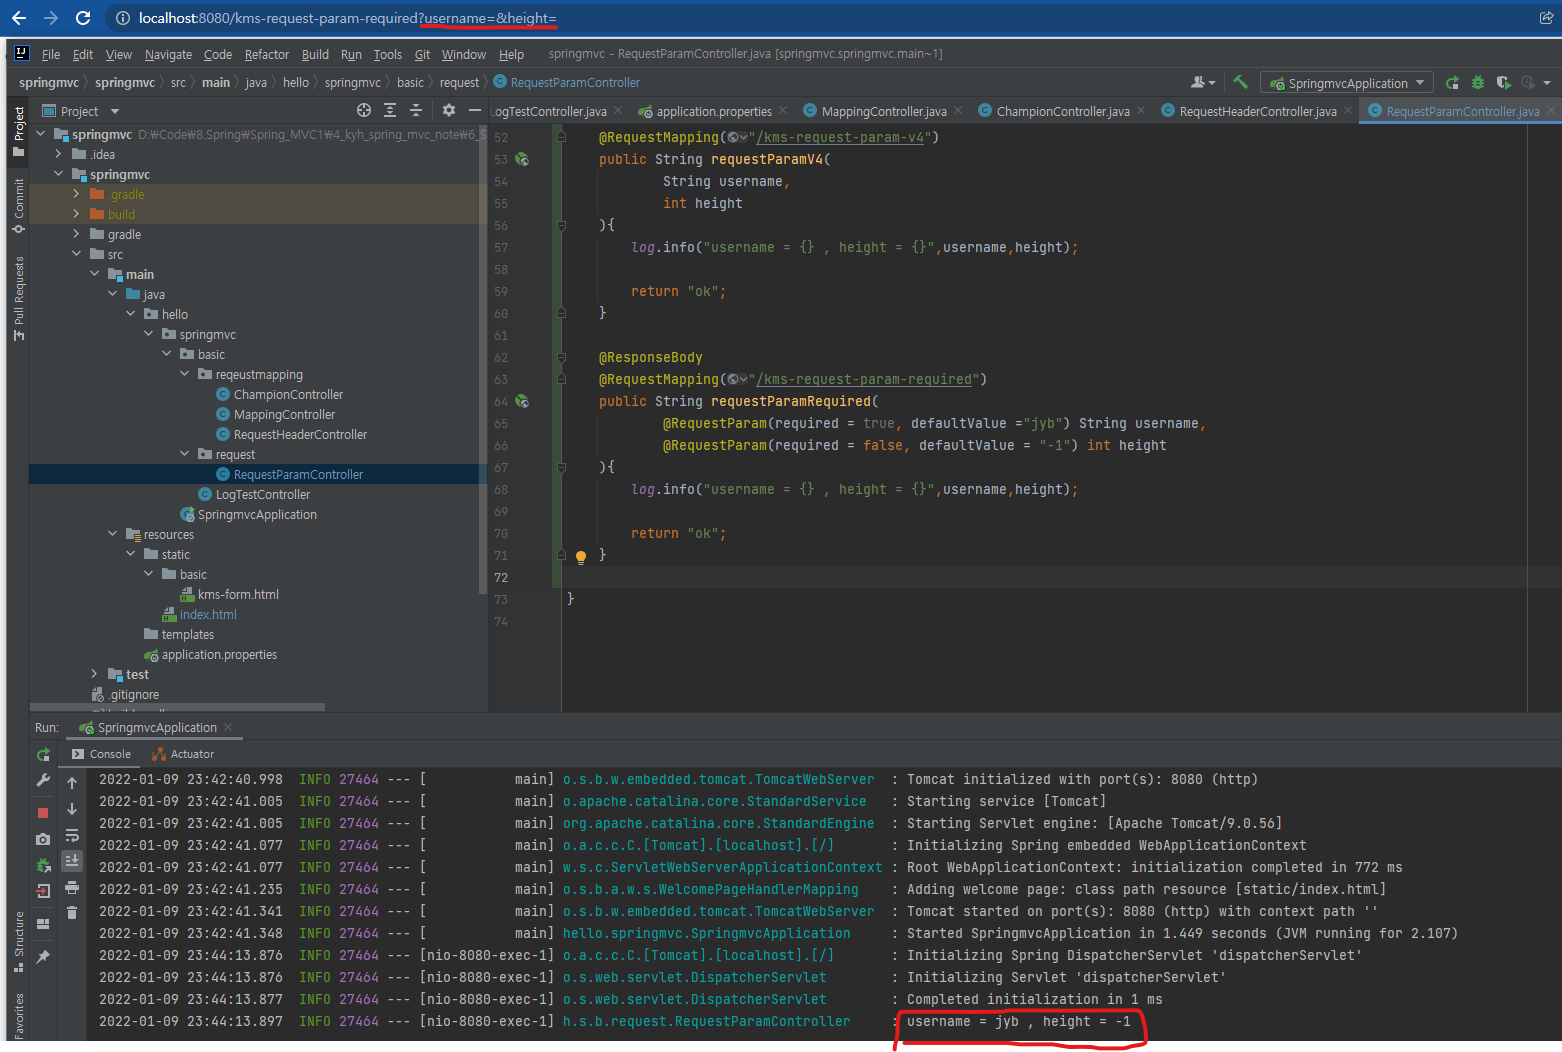 localhost:8080/kms-request-param-required?username=&height=
IJ File Edit View Navigate Code Refactor Build Run Tools Git Window Help springmvc - RequestParamController.java [springmvc.springmvc.main~1]
springmvc springmvc src main java hello springmvc basic request RequestParamController SpringmvcApplication
Project LogTestController.java application.properties MappingController.java ChampionController.java RequestHeaderController.java RequestParamController.java
Project
Commit
Pull Requests
Structure
Favorites
springmvc D:₩Code₩8.Spring₩Spring_MVC1₩4_kyh_spring_mvc_note₩6_S
.idea
springmvc
.gradle
build
gradle
src
main
java
hello
springmvc
basic
reqeustmapping
ChampionController
MappingController
RequestHeaderController
request
RequestParamController
LogTestController
SpringmvcApplication
resources
static
basic
kms-form.html
index.html
templates
application.properties
test
.gitignore
52 @RequestMapping("/kms-request-param-v4")
53 public String requestParamV4(
54 String username,
55 int height
56 ){
57 log.info("username = {} , height = {}",username,height);
58
59 return "ok";
60 }
61
62 @ResponseBody
63 @RequestMapping("/kms-request-param-required")
64 public String requestParamRequired(
65 @RequestParam(required = true, defaultValue ="jyb") String username,
66 @RequestParam(required = false, defaultValue = "-1") int height
67 ){
68 log.info("username = {} , height = {}",username,height);
69
70 return "ok";
71 }
72
73 }
74
Run: SpringmvcApplication
Console Actuator
2022-01-09 23:42:40.998 INFO 27464 --- [ main] o.s.b.w.embedded.tomcat.TomcatWebServer : Tomcat initialized with port(s): 8080 (http)
2022-01-09 23:42:41.005 INFO 27464 --- [ main] o.apache.catalina.core.StandardService : Starting service [Tomcat]
2022-01-09 23:42:41.005 INFO 27464 --- [ main] org.apache.catalina.core.StandardEngine : Starting Servlet engine: [Apache Tomcat/9.0.56]
2022-01-09 23:42:41.077 INFO 27464 --- [ main] o.a.c.c.C.[Tomcat].[localhost].[/] : Initializing Spring embedded WebApplicationContext
2022-01-09 23:42:41.077 INFO 27464 --- [ main] w.s.c.ServletWebServerApplicationContext : Root WebApplicationContext: initialization completed in 772 ms
2022-01-09 23:42:41.235 INFO 27464 --- [ main] o.s.b.a.w.s.WelcomePageHandlerMapping : Adding welcome page: class path resource [static/index.html]
2022-01-09 23:42:41.341 INFO 27464 --- [ main] o.s.b.w.embedded.tomcat.TomcatWebServer : Tomcat started on port(s): 8080 (http) with context path ''
2022-01-09 23:42:41.348 INFO 27464 --- [ main] hello.springmvc.SpringmvcApplication : Started SpringmvcApplication in 1.449 seconds (JVM running for 2.107)
2022-01-09 23:44:13.876 INFO 27464 --- [nio-8080-exec-1] o.a.c.c.C.[Tomcat].[localhost].[/] : Initializing Spring DispatcherServlet 'dispatcherServlet'
2022-01-09 23:44:13.876 INFO 27464 --- [nio-8080-exec-1] o.s.web.servlet.DispatcherServlet : Initializing Servlet 'dispatcherServlet'
2022-01-09 23:44:13.877 INFO 27464 --- [nio-8080-exec-1] o.s.web.servlet.DispatcherServlet : Completed initialization in 1 ms
2022-01-09 23:44:13.897 INFO 27464 --- [nio-8080-exec-1] h.s.b.request.RequestParamController : username = jyb , height = -1